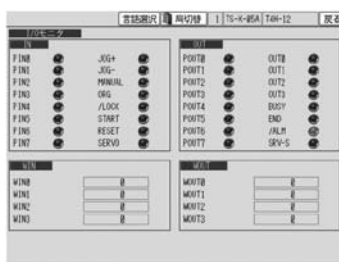 言語選択 局切替 1 TS-X-05A T4H-12 戻る
I/Oモニタ
IN
PIN0 JOG+
PIN1 JOG-
PIN2 MANUAL
PIN3 ORG
PIN4 /LOCK
PIN5 START
PIN6 RESET
PIN7 SERVO
OUT
POUT0 OUT0
POUT1 OUT1
POUT2 OUT2
POUT3 OUT3
POUT4 BUSY
POUT5 END
POUT6 /ALM
POUT7 SRV-S
WIN
WIN0 0
WIN1 0
WIN2 0
WIN3 0
WOUT
WOUT0 0
WOUT1 0
WOUT2 0
WOUT3 0